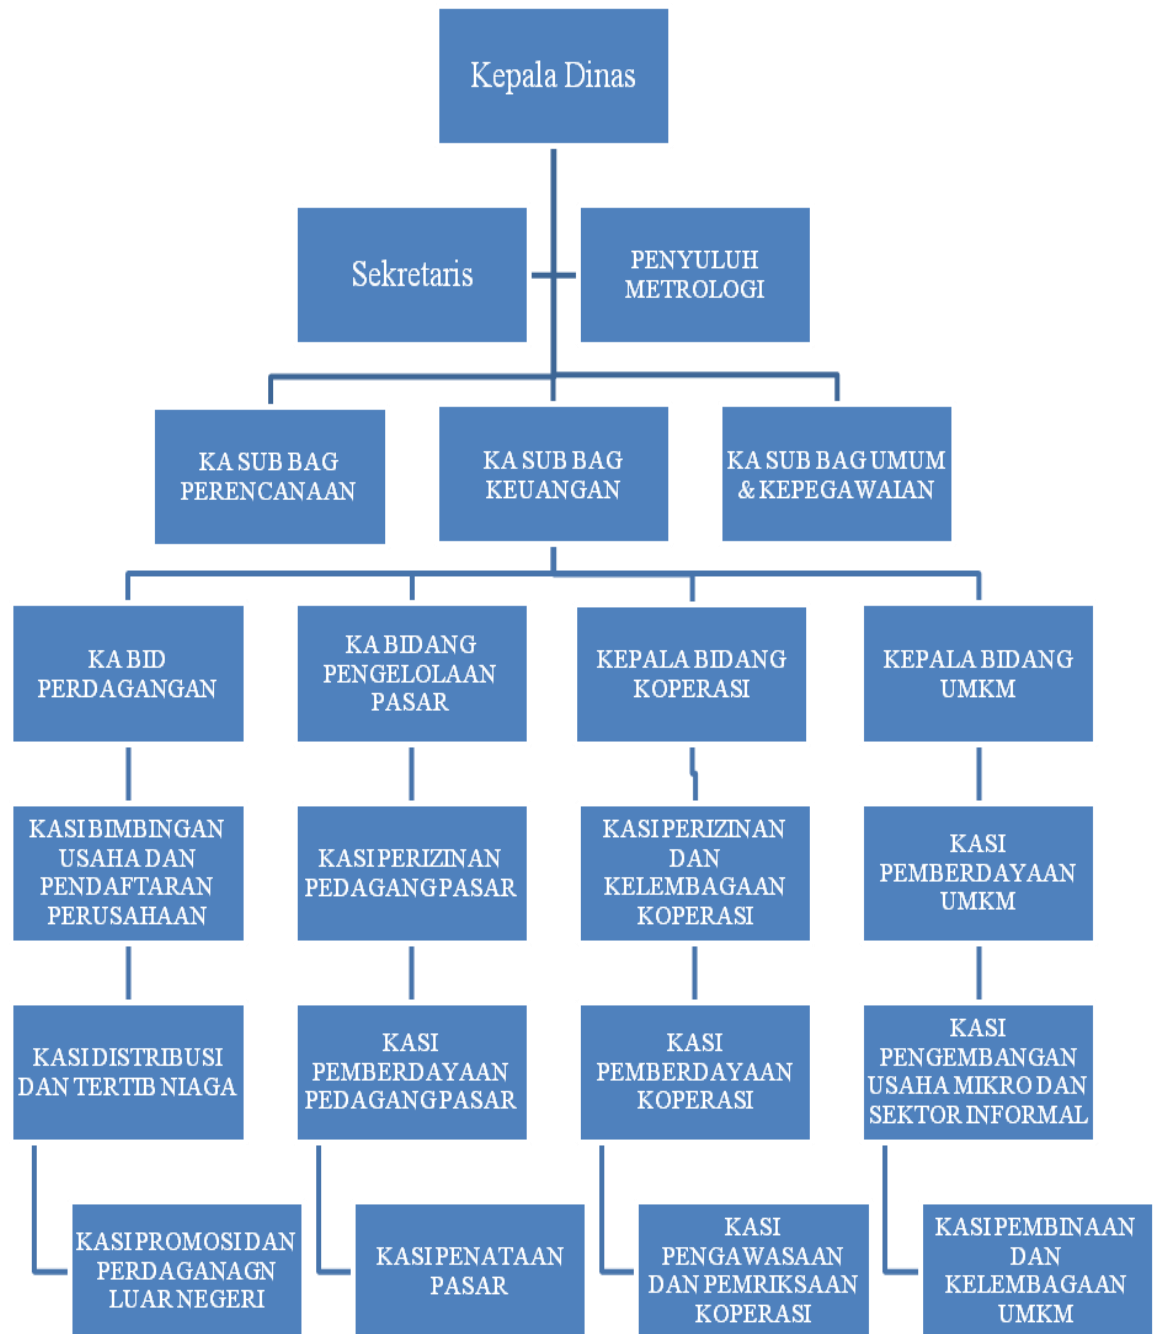 Kepala Dinas
Sekretaris
PENYULUH
METROLOGI
KA SUB BAG
PERENCANAAN
KA SUB BAG
KEUANGAN
KA SUB BAG UMUM
& KEPEGAWAIAN
KA BID
PERDAGANGAN
KA BIDANG
PENGELOLAAN
PASAR
KEPALA BIDANG
KOPERASI
KEPALA BIDANG
UMKM
KASI BIMBINGAN
USAHA DAN
PENDAFTARAN
PERUSAHAAN
KASI PERIZINAN
PEDAGANG PASAR
KASI PERIZINAN
DAN
KELEMBAGAAN
KOPERASI
KASI
PEMBERDAYAAN
UMKM
KASI DISTRIBUSI
DAN TERTIB NIAGA
KASI
PEMBERDAYAAN
PEDAGANG PASAR
KASI
PEMBERDAYAAN
KOPERASI
KASI
PENGEMBANGAN
USAHA MIKRO DAN
SEKTOR INFORMAL
KASI PROMOSI DAN
PERDAGANAGN
LUAR NEGERI
KASI PENATAAN
PASAR
KASI
PENGAWASAAN
DAN PEMRIKSAAN
KOPERASI
KASI PEMBINAAN
DAN
KELEMBAGAAN
UMKM